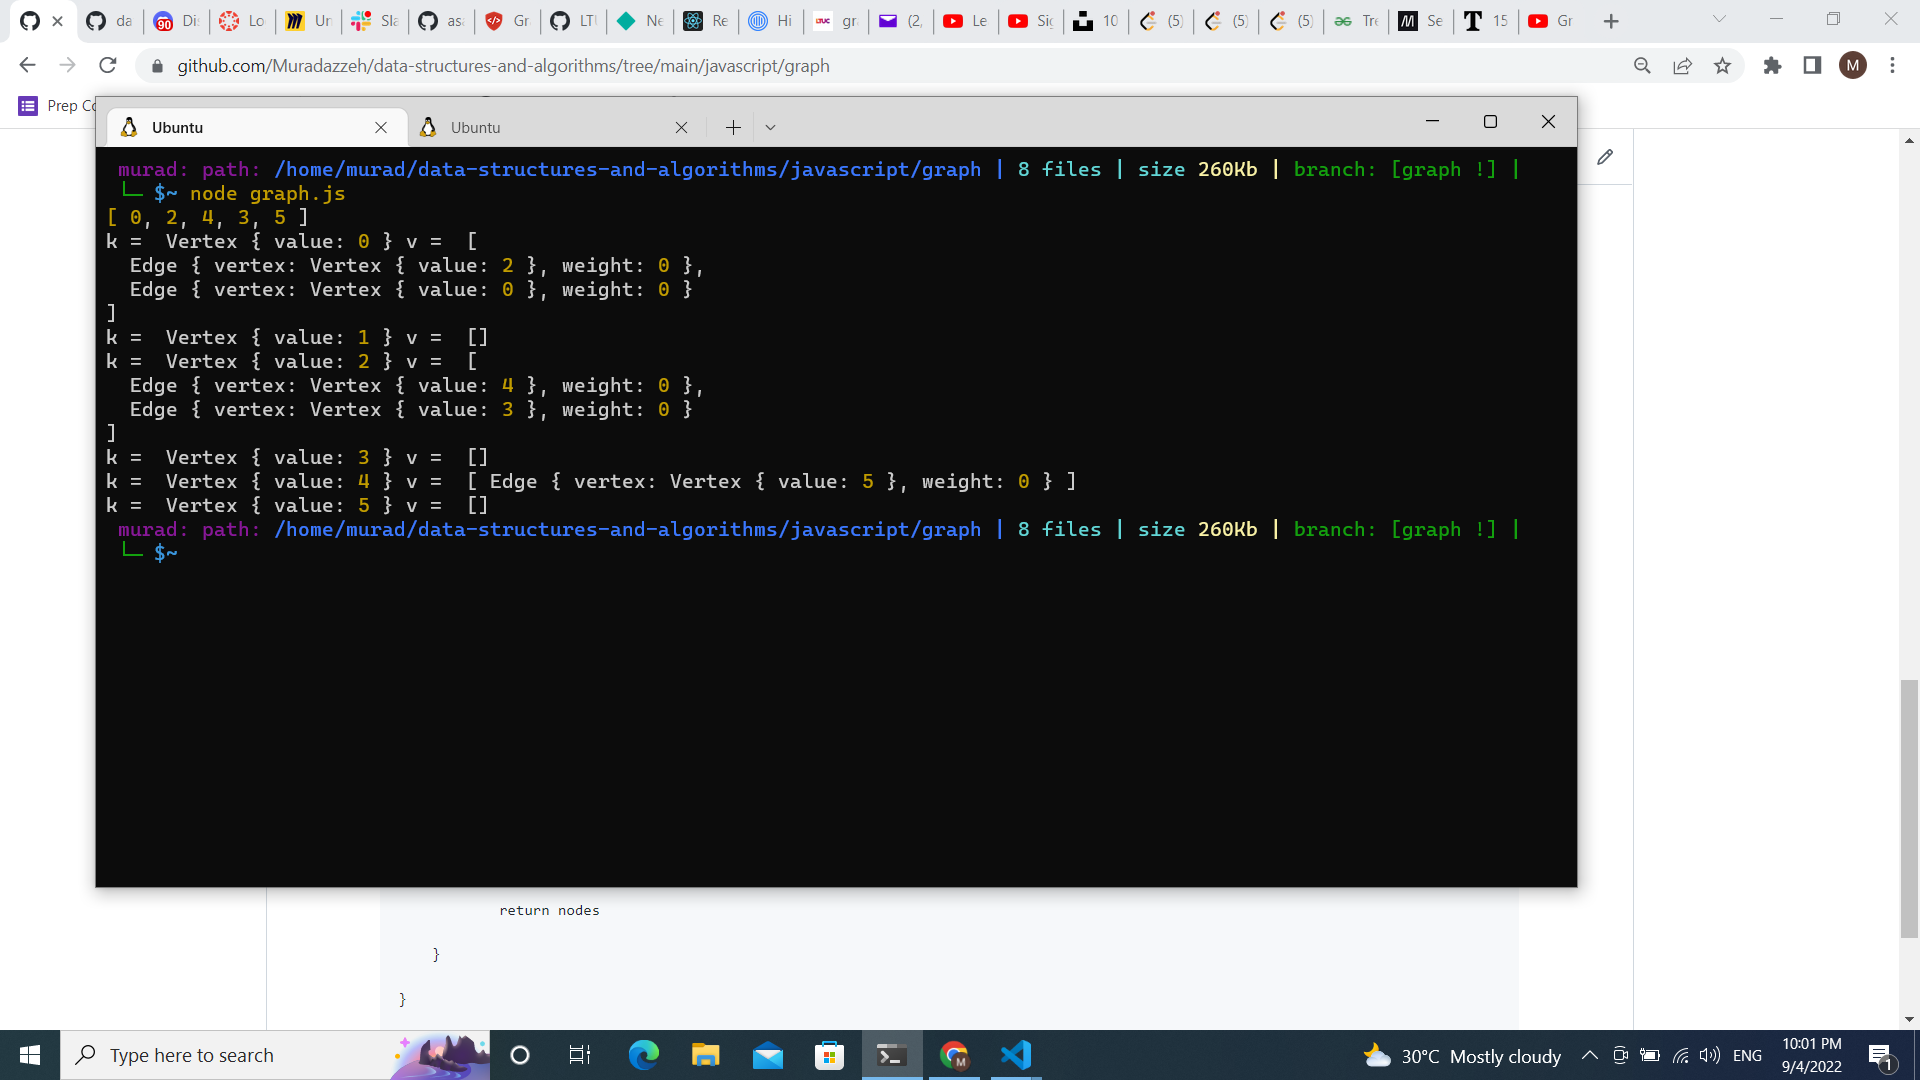 da
Di
Lo
Un
Sla
as
Gr
LTU
Ne
Re
Hi
LTUC
gr
(2,
Le
Sig
10
(5)
(5)
(5)
Tre
Se
15
Gr
github.com/Muradazzeh/data-structures-and-algorithms/tree/main/javascript/graph
M
Prep Co
Ubuntu
Ubuntu
murad: path: /home/murad/data-structures-and-algorithms/javascript/graph | 8 files | size 260Kb | branch: [graph !] |
└─ $~ node graph.js
[ 0, 2, 4, 3, 5 ]
k =  Vertex { value: 0 } v =  [
  Edge { vertex: Vertex { value: 2 }, weight: 0 },
  Edge { vertex: Vertex { value: 0 }, weight: 0 }
]
k =  Vertex { value: 1 } v =  []
k =  Vertex { value: 2 } v =  [
  Edge { vertex: Vertex { value: 4 }, weight: 0 },
  Edge { vertex: Vertex { value: 3 }, weight: 0 }
]
k =  Vertex { value: 3 } v =  []
k =  Vertex { value: 4 } v =  [ Edge { vertex: Vertex { value: 5 }, weight: 0 } ]
k =  Vertex { value: 5 } v =  []
murad: path: /home/murad/data-structures-and-algorithms/javascript/graph | 8 files | size 260Kb | branch: [graph !] |
└─ $~
return nodes
}
}
Type here to search
30°C Mostly cloudy
ENG
10:01 PM
9/4/2022
1